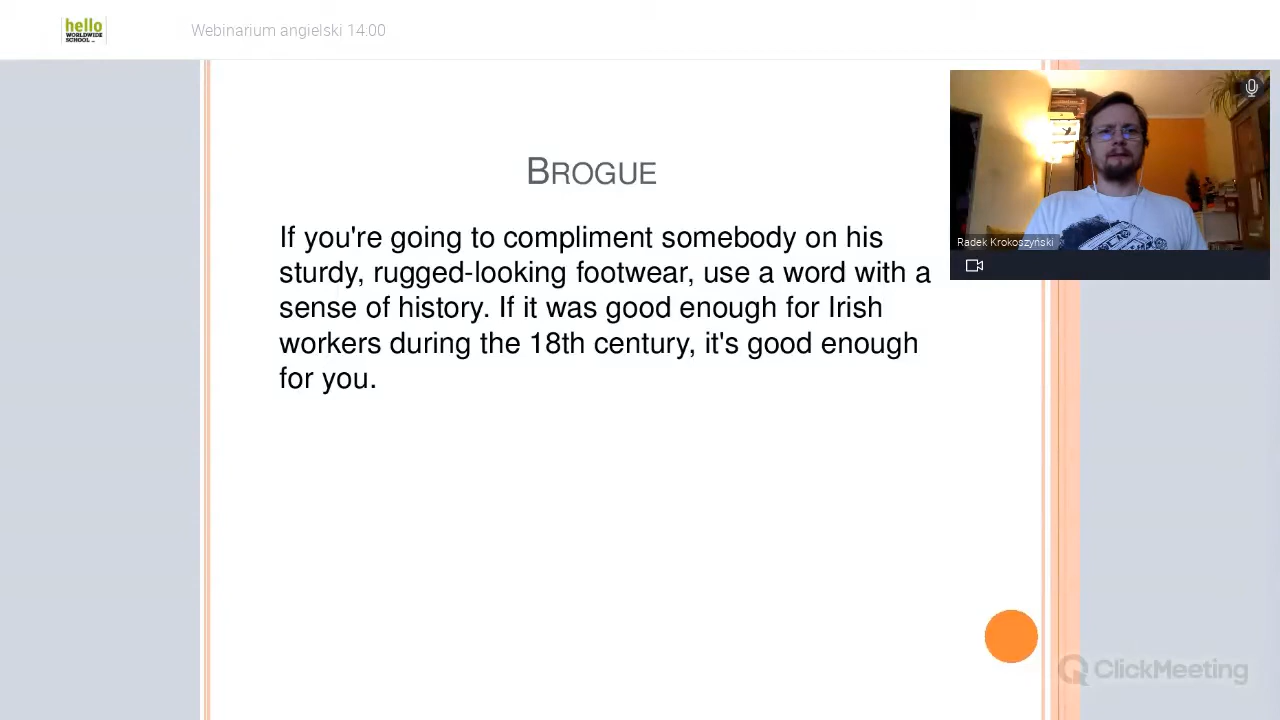 hello
WORLDWIDE
SCHOOL
Webinarium angielski 14:00
BROGUE
If you're going to compliment somebody on his
sturdy, rugged-looking footwear, use a word with a
sense of history. If it was good enough for Irish
workers during the 18th century, it's good enough
for you.
Radek Krokoszyński
ClickMeeting